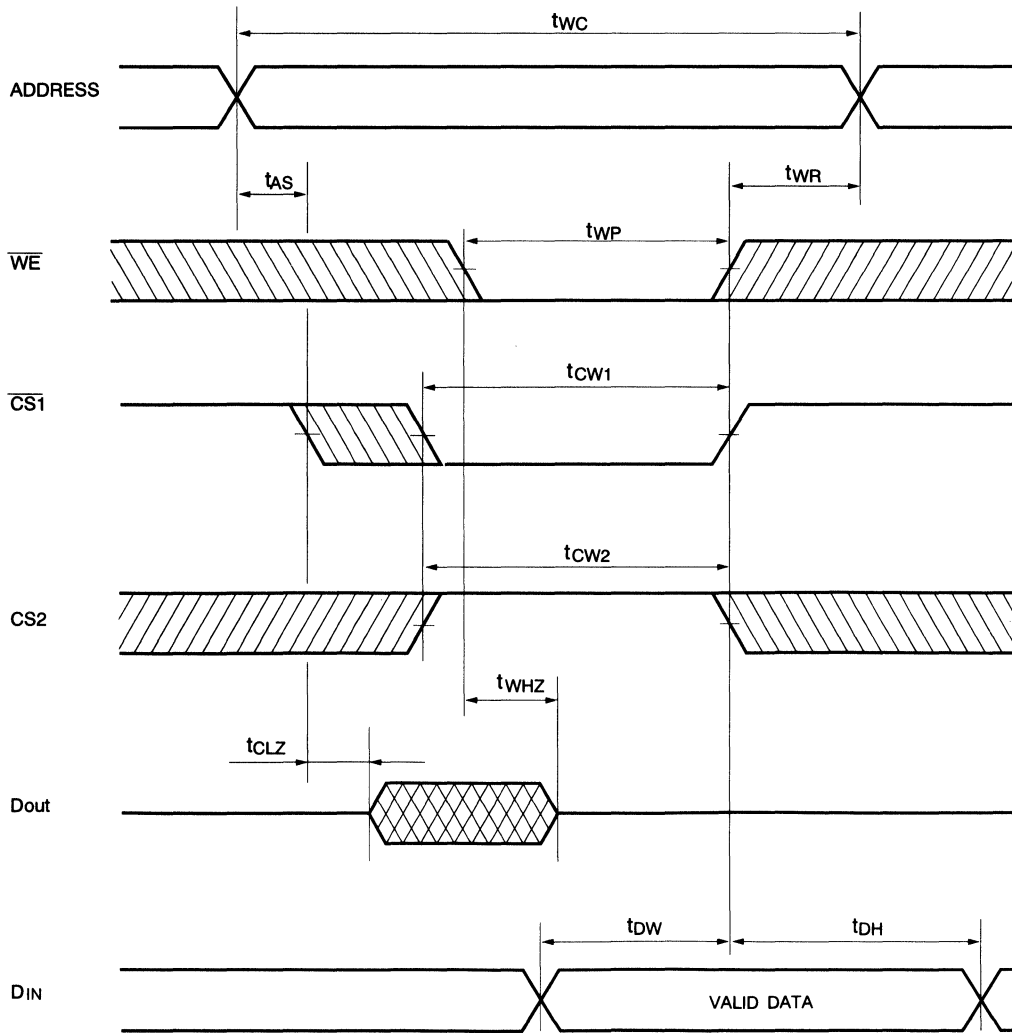 tWC
ADDRESS
tAS
tWR
WE
tWP
CS1
tCW1
CS2
tCW2
tWHZ
tCLZ
Dout
tDW
tDH
DIN
VALID DATA